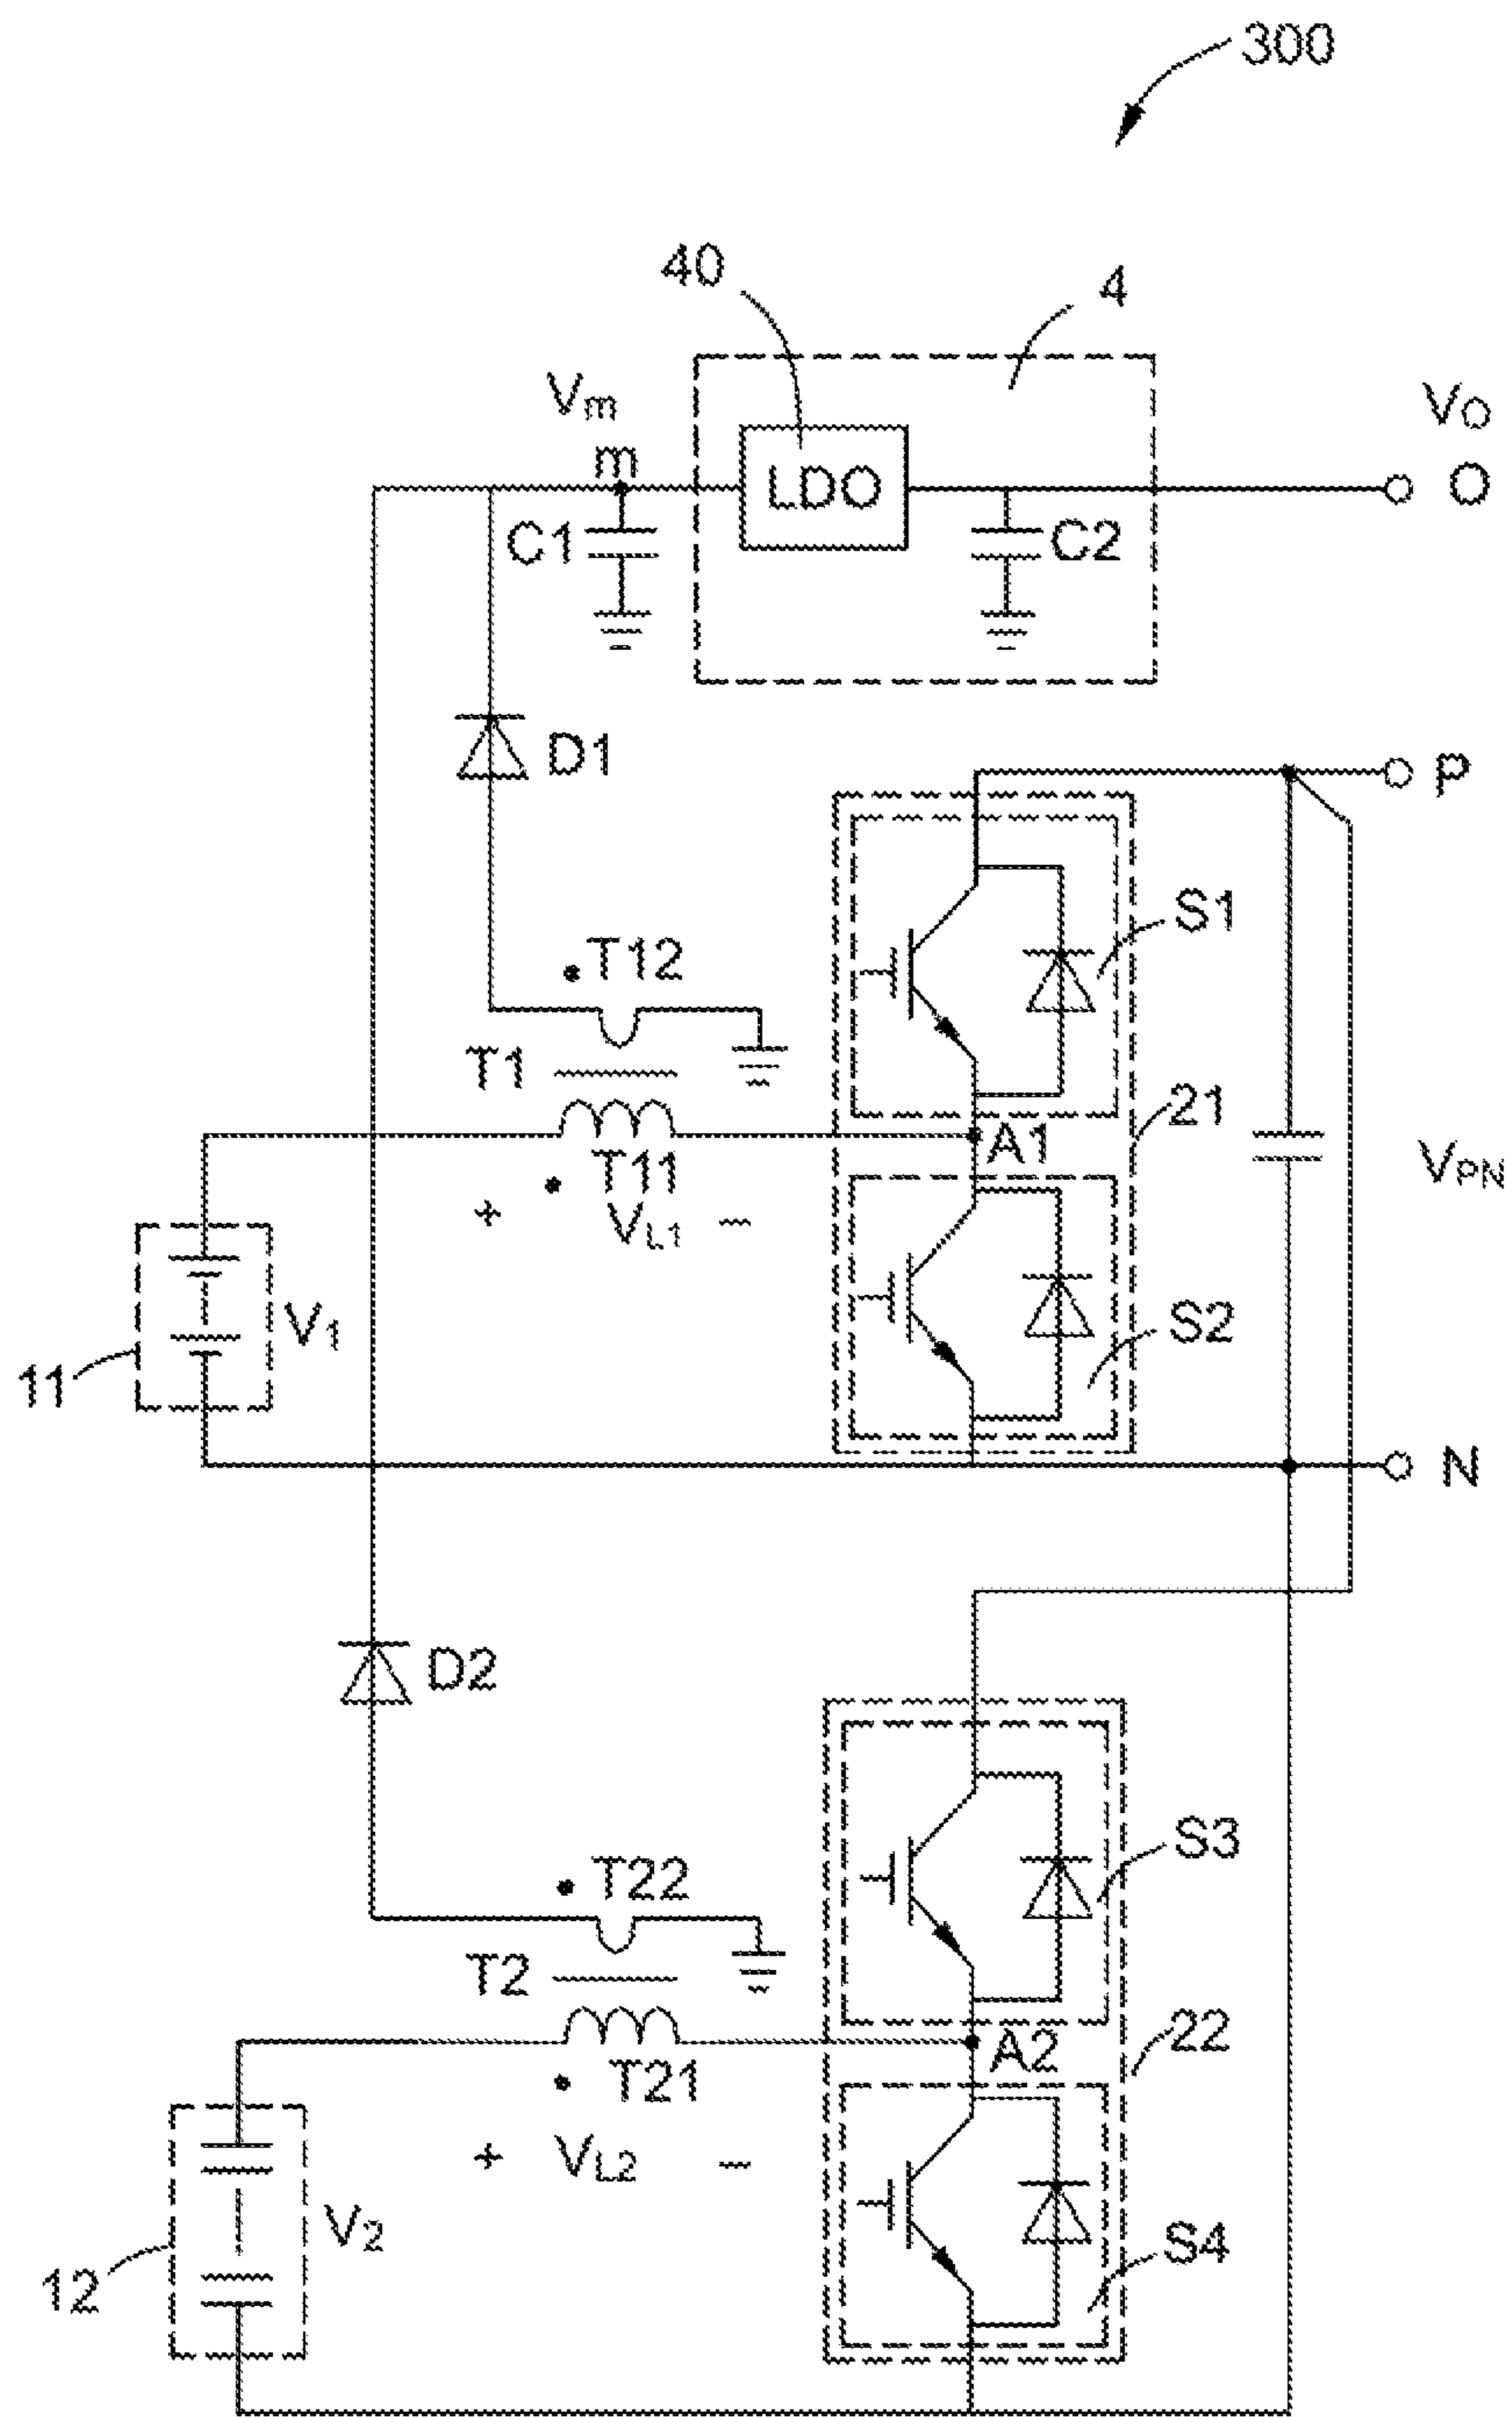 300
40
4
Vm
VO
m
LDO
O
C1
C2
D1
P
S1
T12
T1
21
A1
T11
VPN
+ VL1 −
V1
S2
11
N
D2
S3
T22
T2
22
A2
T21
+ VL2 −
V2
S4
12